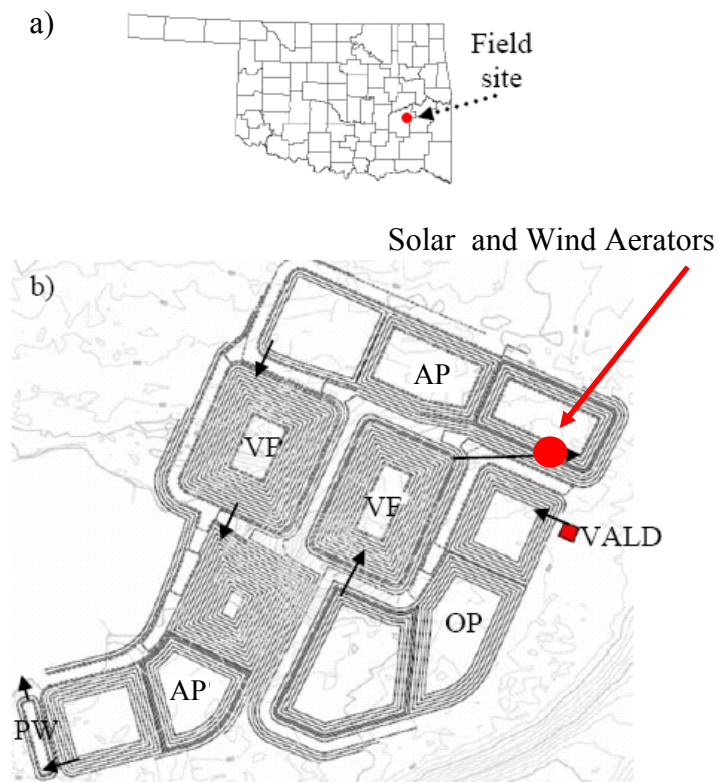 a)
Field
site
Solar and Wind Aerators
b)
AP
VF
VF
VALD
OP
AP
PW